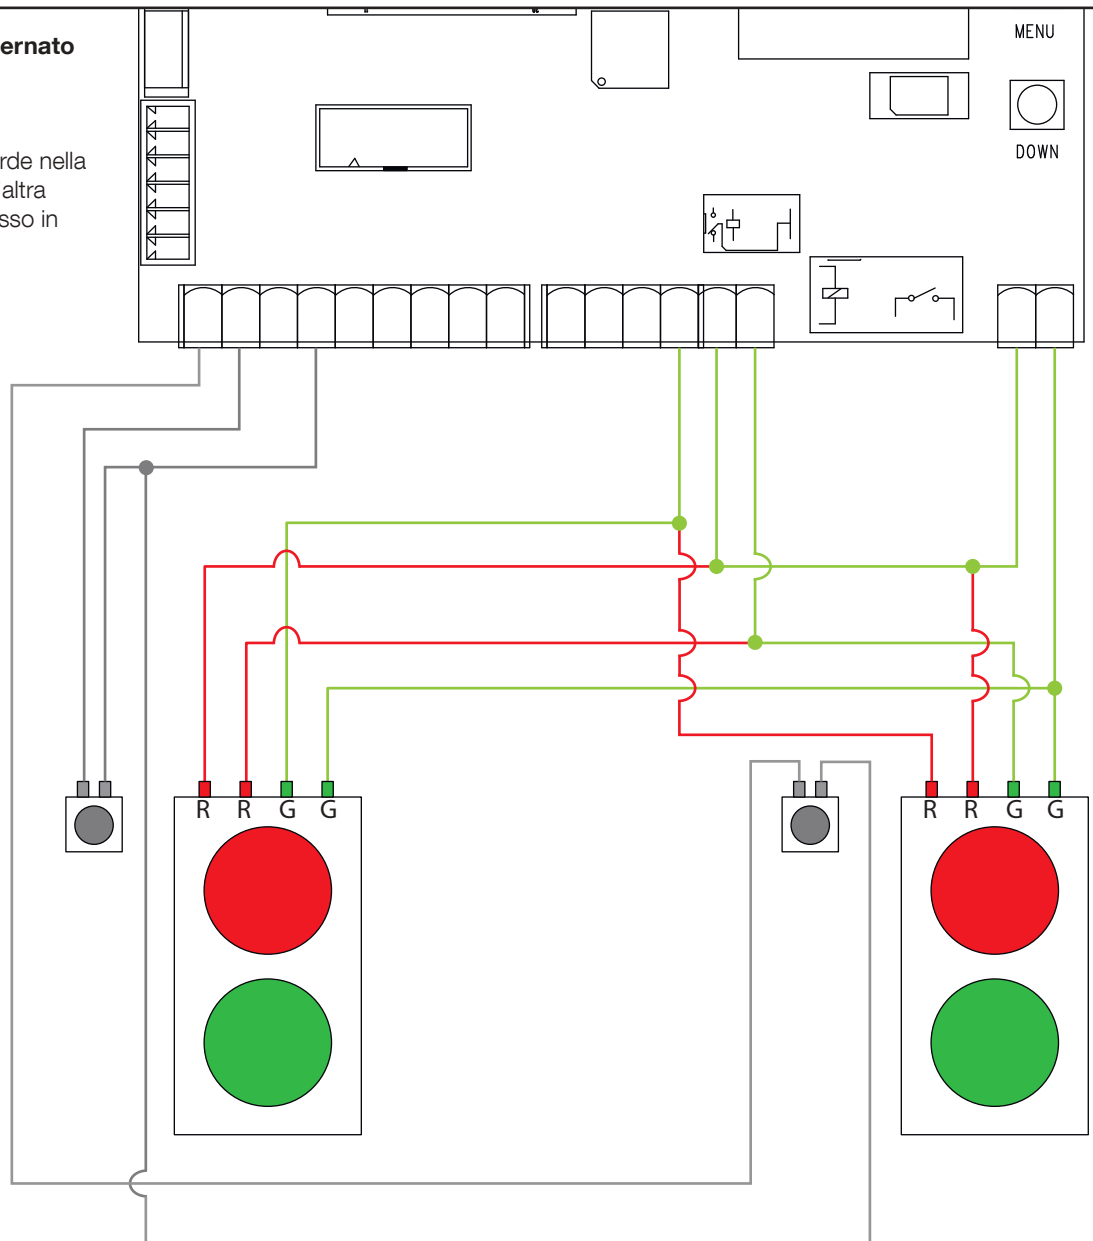 ernato
MENU
rde nella
DOWN
altra
sso in
R R G G
R R G G